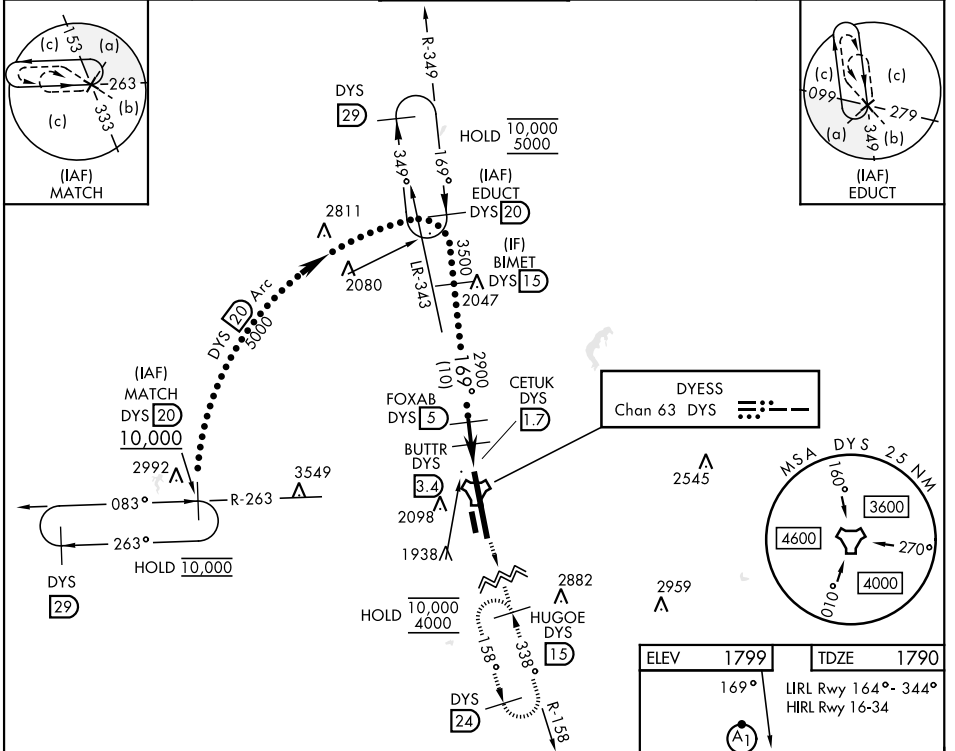 153
(c)
(a)
263
(b)
(c)
333
(IAF)
MATCH
R-349
DYS
29
HOLD 10,000
5000
349°
169°
(IAF)
EDUCT
DYS 20
(c)
(c)
099
279
(a)
(b)
349
(IAF)
EDUCT
2811
2080
LR-343
3500
(IF)
BIMET
DYS 15
2047
DYS 20 Arc
5000
(IAF)
MATCH
DYS 20
10,000
2992
083°
R-263
3549
263°
HOLD 10,000
DYS
29
2900
169°
(10)
FOXAB
DYS 5
CETUK
DYS
1.7
BUTTR
DYS
3.4
2098
1938
DYESS
Chan 63 DYS
2545
MSA DYS 25 NM
160°
3600
4600
270°
4000
010°
2882
2959
HOLD 10,000
4000
HUGOE
DYS
15
158°
338°
DYS
24
R-158
ELEV 1799
TDZE 1790
169°
LIRL Rwy 164°- 344°
HIRL Rwy 16-34
A1